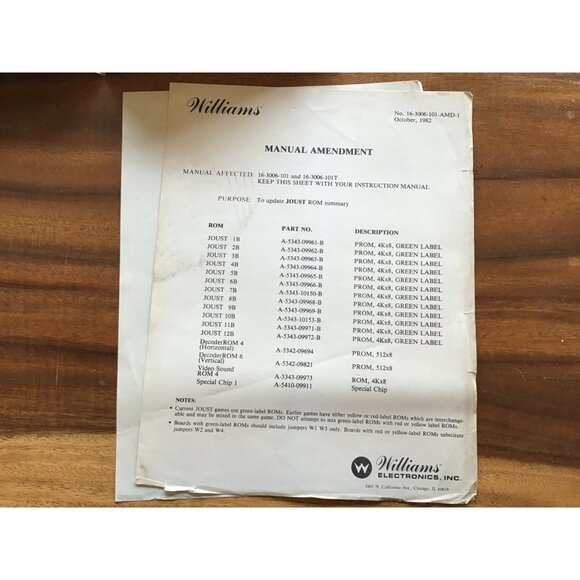 Williams
No. 16-3006-101-AMD-1
October, 1982
MANUAL AMENDMENT
MANUAL AFFECTED: 16-3006-101 and 16-3006-101T
KEEP THIS SHEET WITH YOUR INSTRUCTION MANUAL
PURPOSE: To update JOUST ROM summary
ROM PART NO. DESCRIPTION
JOUST 1B A-5343-09961-B PROM, 4Kx8, GREEN LABEL
JOUST 2B A-5343-09962-B PROM, 4Kx8, GREEN LABEL
JOUST 3B A-5343-09963-B PROM, 4Kx8, GREEN LABEL
JOUST 4B A-5343-09964-B PROM, 4Kx8, GREEN LABEL
JOUST 5B A-5343-09965-B PROM, 4Kx8, GREEN LABEL
JOUST 6B A-5343-09966-B PROM, 4Kx8, GREEN LABEL
JOUST 7B A-5343-10150-B PROM, 4Kx8, GREEN LABEL
JOUST 8B A-5343-09968-B PROM, 4Kx8, GREEN LABEL
JOUST 9B A-5343-09969-B PROM, 4Kx8, GREEN LABEL
JOUST 10B A-5343-10153-B PROM, 4Kx8, GREEN LABEL
JOUST 11B A-5343-09971-B PROM, 4Kx8, GREEN LABEL
JOUST 12B A-5343-09972-B PROM, 4Kx8, GREEN LABEL
DecoderROM 4 A-5342-09694 PROM, 512x8
(Horizontal)
DecoderROM 6 A-5342-09821 PROM, 512x8
(Vertical)
Video Sound
ROM 4 A-5343-09973 ROM, 4Kx8
Special Chip 1 A-5410-09911 Special Chip
NOTES:
• Current JOUST games use green-label ROMs. Earlier games have either yellow or red-label ROMs which are interchange-
able and may be mixed in the same game. DO NOT attempt to mix green-label ROMs with red or yellow label ROMs.
• Boards with green-label ROMs should include jumpers W1 W3 only. Boards with red or yellow-label ROMs substitute
jumpers W2 and W4.
Williams
ELECTRONICS, INC.
3401 N. California Ave., Chicago, IL 60618